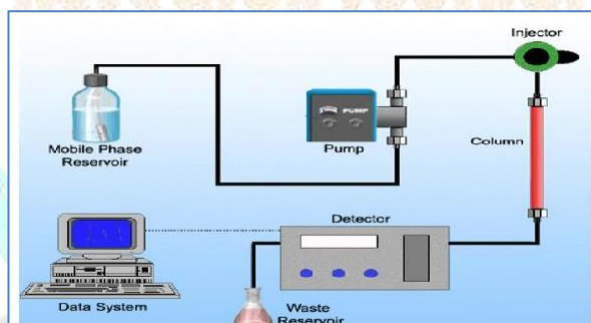 Injector
PUMP
Mobile Phase
Reservoir
Pump
Column
Detector
Data System
Waste
Reservoir